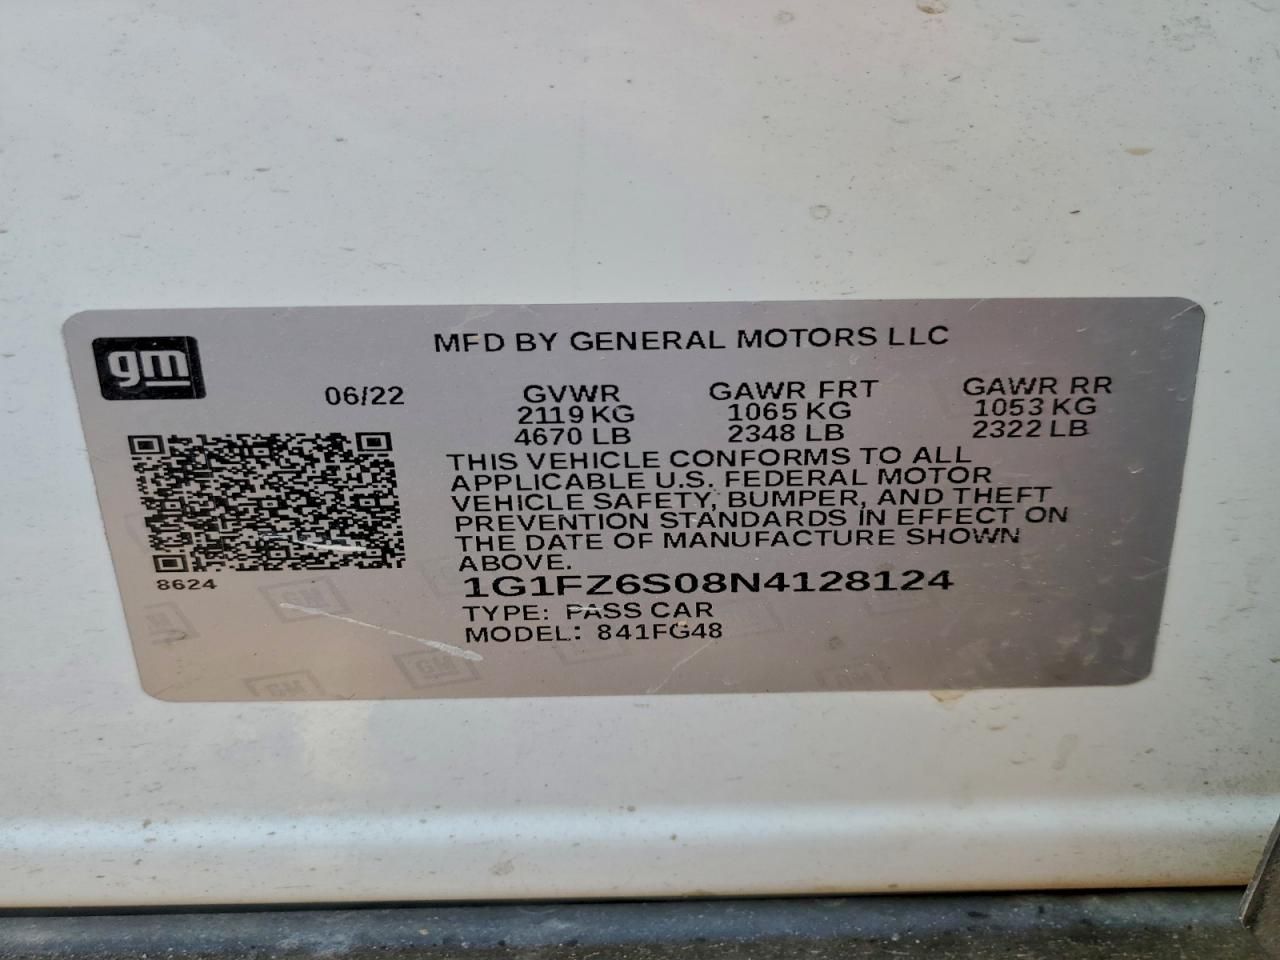 gm
MFD BY GENERAL MOTORS LLC
06/22
GVWR GAWR FRT GAWR RR
2119 KG 1065 KG 1053 KG
4670 LB 2348 LB 2322 LB
THIS VEHICLE CONFORMS TO ALL
APPLICABLE U.S. FEDERAL MOTOR
VEHICLE SAFETY, BUMPER, AND THEFT
PREVENTION STANDARDS IN EFFECT ON
THE DATE OF MANUFACTURE SHOWN
ABOVE.
8624
1G1FZ6S08N4128124
TYPE: PASS CAR
MODEL: 841FG48
GM
GM